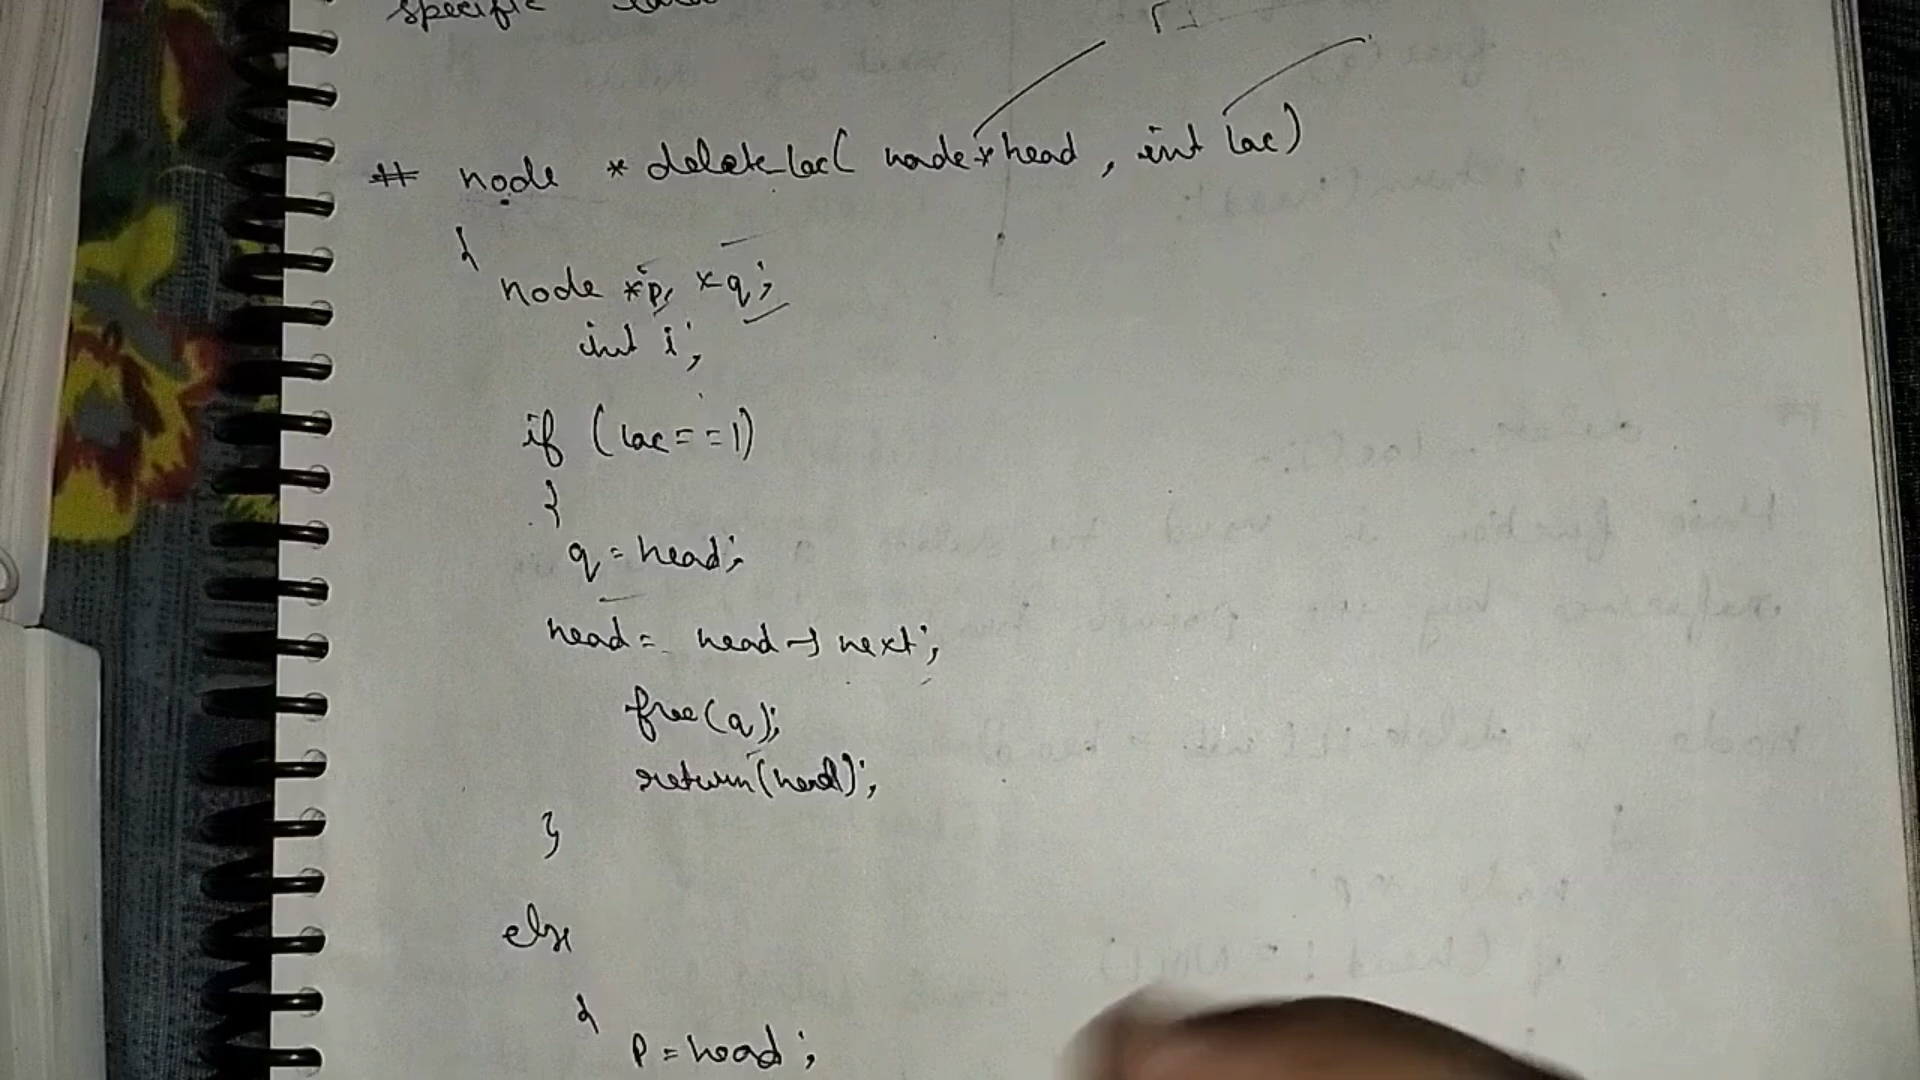 specific
# node *delete_loc( node*head , int loc)
{
node *p, *q;
int i;
if (loc==1)
{
q = head;
head = head → next;
free(q);
return(head);
}
else
{
p = head ;